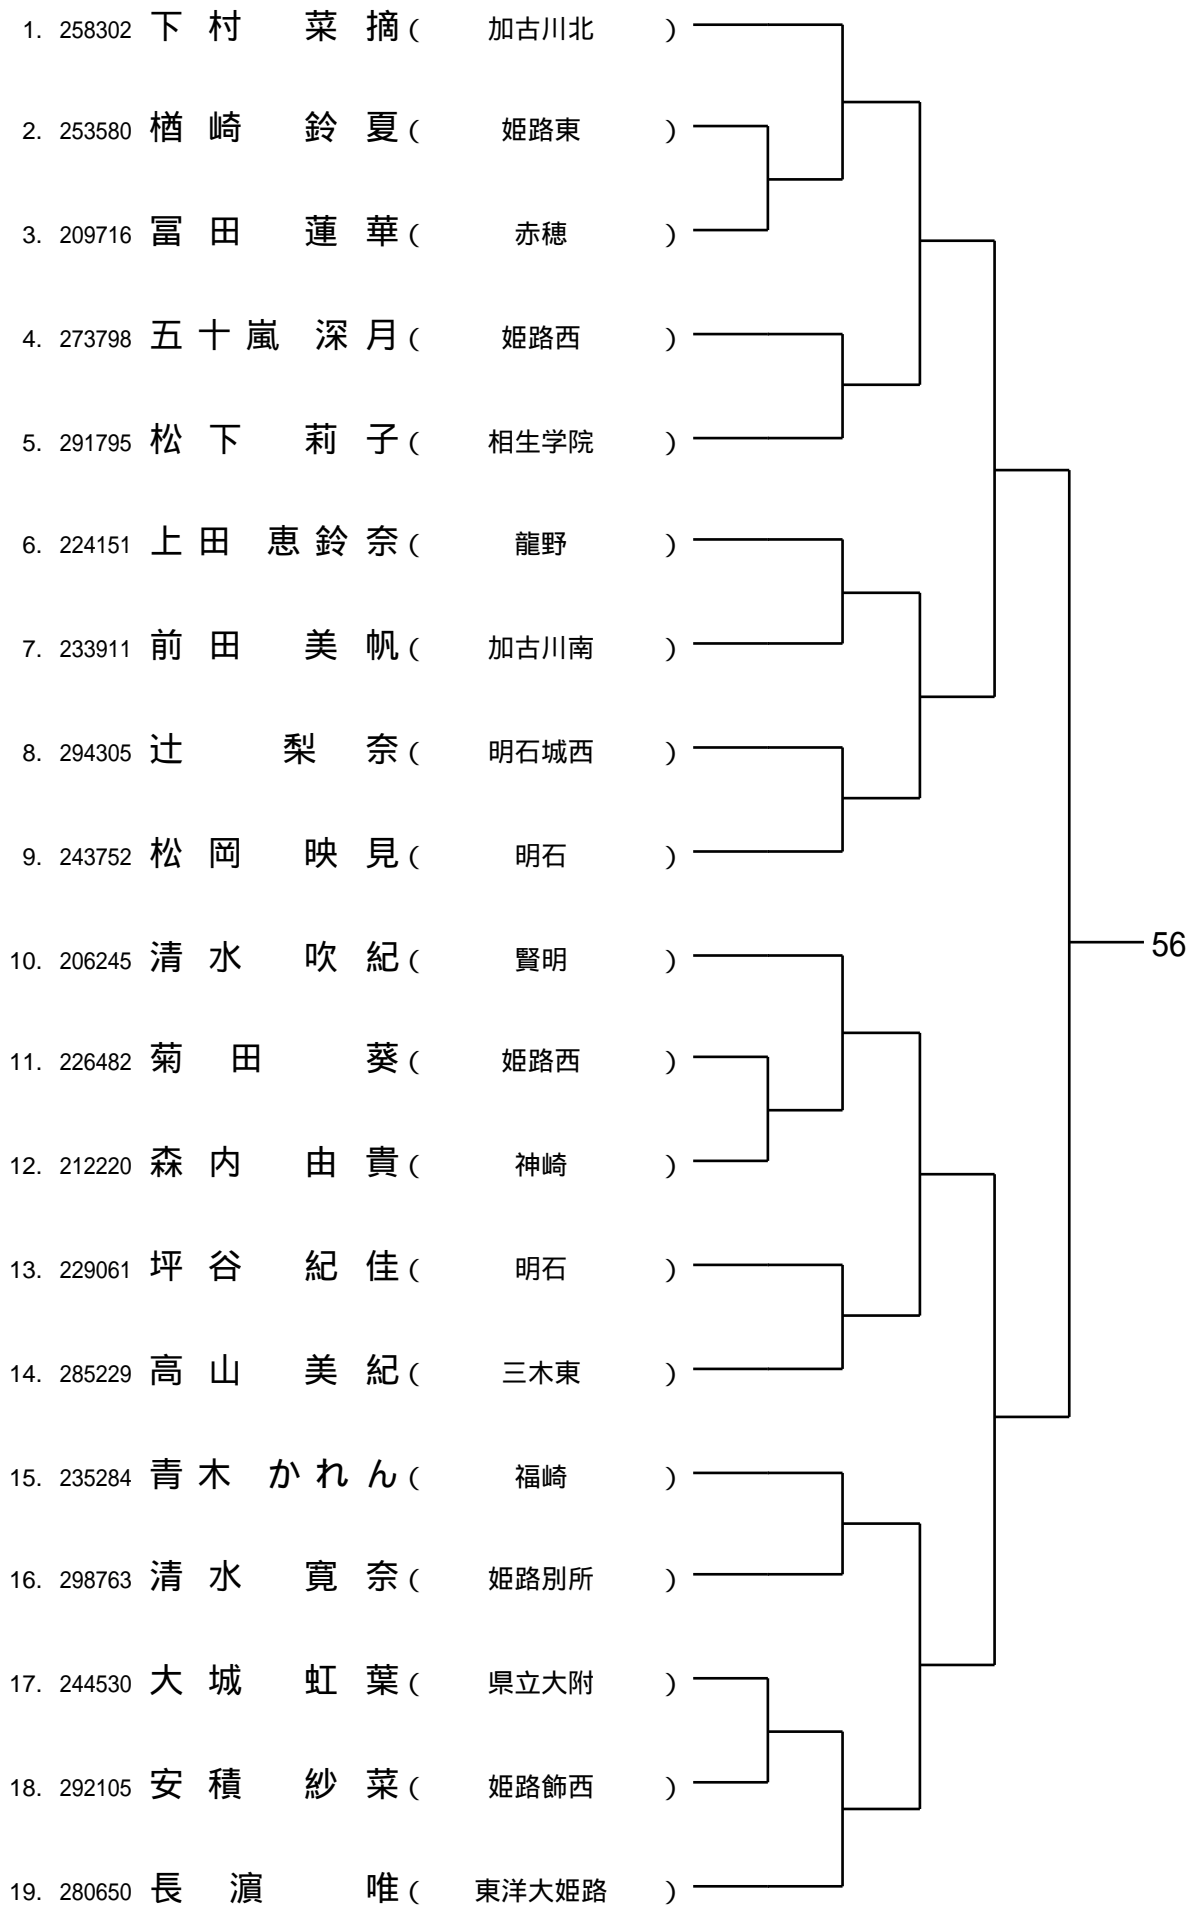 1. 258302 下村 菜摘 ( 加古川北 )
2. 253580 楢崎 鈴夏 ( 姫路東 )
3. 209716 冨田 蓮華 ( 赤穂 )
4. 273798 五十嵐 深月 ( 姫路西 )
5. 291795 松下 莉子 ( 相生学院 )
6. 224151 上田 恵鈴奈 ( 龍野 )
7. 233911 前田 美帆 ( 加古川南 )
8. 294305 辻 梨奈 ( 明石城西 )
9. 243752 松岡 映見 ( 明石 )
56
10. 206245 清水 吹紀 ( 賢明 )
11. 226482 菊田 葵 ( 姫路西 )
12. 212220 森内 由貴 ( 神崎 )
13. 229061 坪谷 紀佳 ( 明石 )
14. 285229 高山 美紀 ( 三木東 )
15. 235284 青木 かれん ( 福崎 )
16. 298763 清水 寛奈 ( 姫路別所 )
17. 244530 大城 虹葉 ( 県立大附 )
18. 292105 安積 紗菜 ( 姫路飾西 )
19. 280650 長濵 唯 ( 東洋大姫路 )